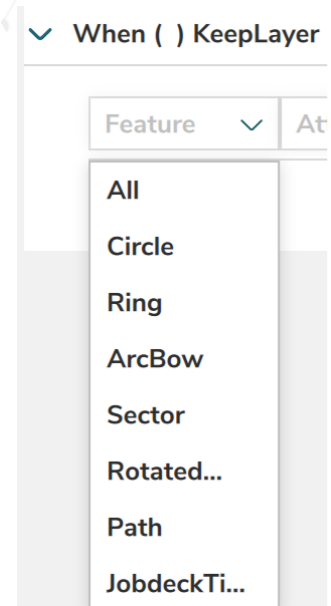 When ( ) KeepLayer
Feature
All
Circle
Ring
ArcBow
Sector
Rotated...
Path
JobdeckTi...